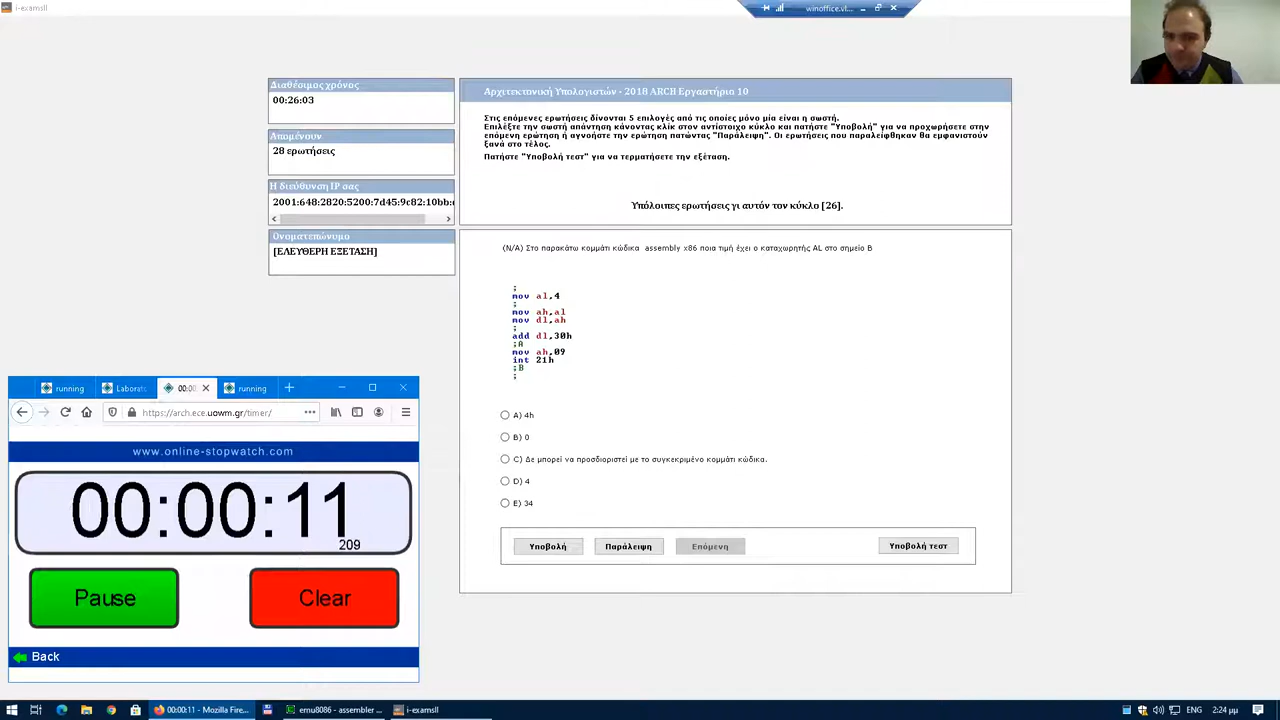 i-examsII
winoffice.vl...
Διαθέσιμος χρόνος
00:26:03
Απομένουν
28 ερωτήσεις
Η διεύθυνση IP σας
2001:648:2820:5200:7d45:9c82:10bb:
Ονοματεπώνυμο
[ΕΛΕΥΘΕΡΗ ΕΞΕΤΑΣΗ]
Αρχιτεκτονική Υπολογιστών - 2018 ARCH Εργαστήριο 10
Στις επόμενες ερωτήσεις δίνονται 5 επιλογές από τις οποίες μόνο μία είναι η σωστή.
Επιλέξτε την σωστή απάντηση κάνοντας κλίκ στον αντίστοιχο κύκλο και πατήστε "Υποβολή" για να προχωρήσετε στην
επόμενη ερώτηση ή αγνοήστε την ερώτηση πατώντας "Παράλειψη". Οι ερωτήσεις που παραλείφθηκαν θα εμφανιστούν
ξανά στο τέλος.
Πατήστε "Υποβολή τεστ" για να τερματήσετε την εξέταση.
Υπόλοιπες ερωτήσεις γι αυτόν τον κύκλο [26].
(N/A) Στο παρακάτω κομμάτι κώδικα assembly x86 ποια τιμή έχει ο καταχωρητής AL στο σημείο B
;
mov al,4
;
mov ah,al
mov dl,ah
;
add dl,30h
;A
mov ah,09
int 21h
;B
;
A) 4h
B) 0
C) Δε μπορεί να προσδιοριστεί με το συγκεκριμένο κομμάτι κώδικα.
D) 4
E) 34
Υποβολή
Παράλειψη
Επόμενη
Υποβολή τεστ
running
Laborato
00:00
running
https://arch.ece.uowm.gr/timer/
www.online-stopwatch.com
00:00:11
209
Pause
Clear
Back
00:00:11 - Mozilla Fire...
emu8086 - assembler ...
i-examsII
ENG
2:24 μμ